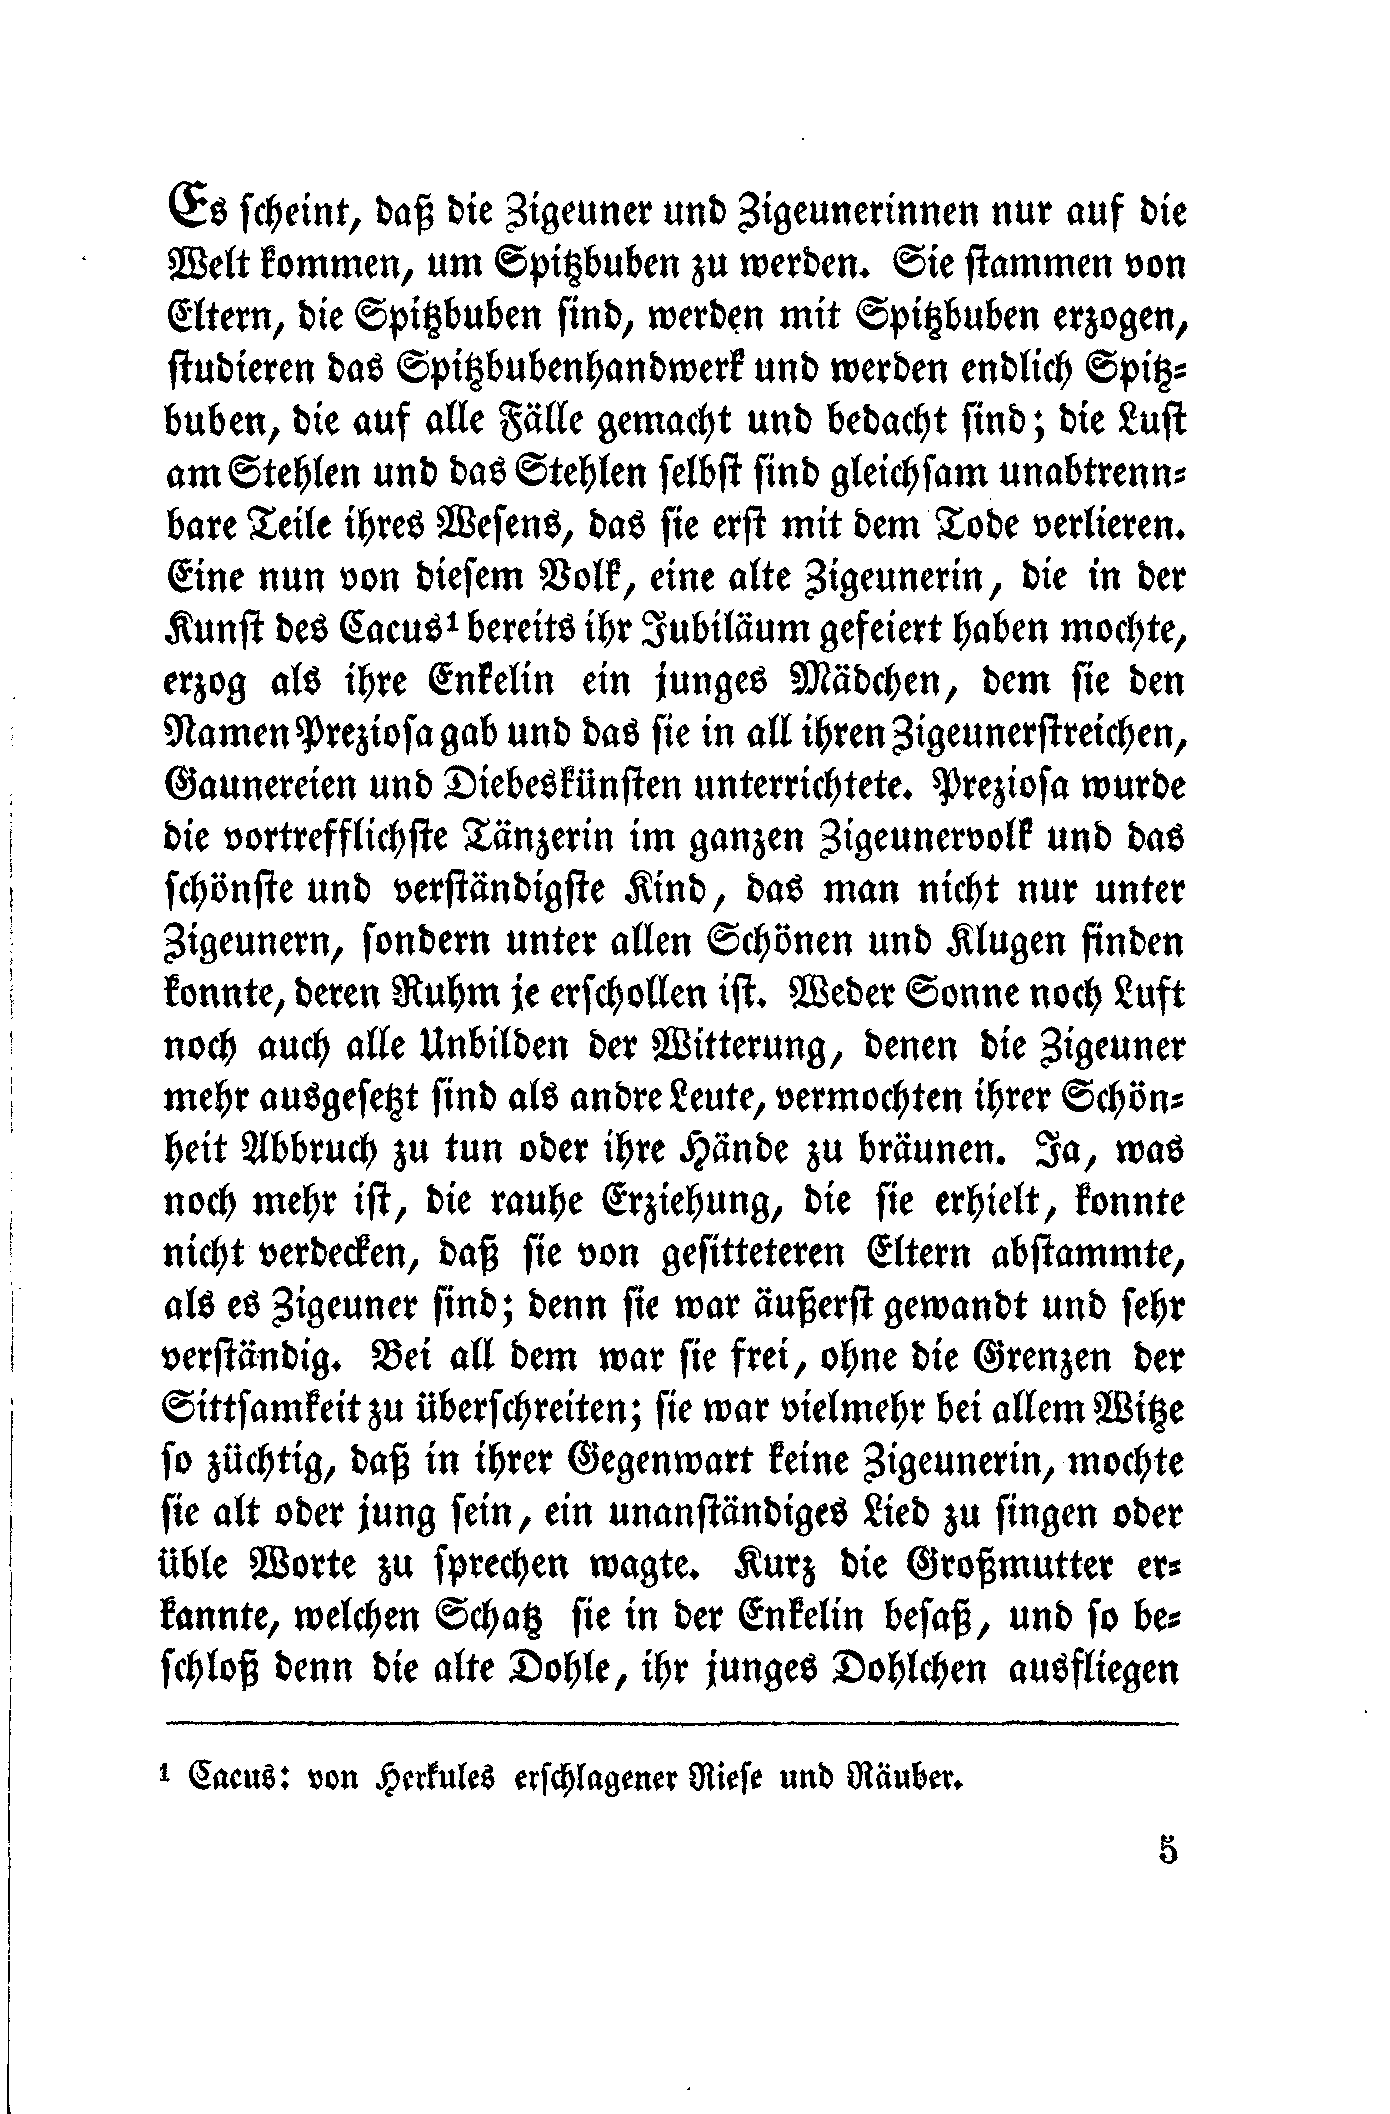 Es scheint, daß die Zigeuner und Zigeunerinnen nur auf die
Welt kommen, um Spitzbuben zu werden. Sie stammen von
Eltern, die Spitzbuben sind, werden mit Spitzbuben erzogen,
studieren das Spitzbubenhandwerk und werden endlich Spitz-
buben, die auf alle Fälle gemacht und bedacht sind; die Lust
am Stehlen und das Stehlen selbst sind gleichsam unabtrenn-
bare Teile ihres Wesens, das sie erst mit dem Tode verlieren.
Eine nun von diesem Volk, eine alte Zigeunerin, die in der
Kunst des Cacus¹ bereits ihr Jubiläum gefeiert haben mochte,
erzog als ihre Enkelin ein junges Mädchen, dem sie den
Namen Preziosa gab und das sie in all ihren Zigeunerstreichen,
Gaunereien und Diebeskünsten unterrichtete. Preziosa wurde
die vortrefflichste Tänzerin im ganzen Zigeunervolk und das
schönste und verständigste Kind, das man nicht nur unter
Zigeunern, sondern unter allen Schönen und Klugen finden
konnte, deren Ruhm je erschollen ist. Weder Sonne noch Luft
noch auch alle Unbilden der Witterung, denen die Zigeuner
mehr ausgesetzt sind als andre Leute, vermochten ihrer Schön-
heit Abbruch zu tun oder ihre Hände zu bräunen. Ja, was
noch mehr ist, die rauhe Erziehung, die sie erhielt, konnte
nicht verdecken, daß sie von gesitteteren Eltern abstammte,
als es Zigeuner sind; denn sie war äußerst gewandt und sehr
verständig. Bei all dem war sie frei, ohne die Grenzen der
Sittsamkeit zu überschreiten; sie war vielmehr bei allem Witze
so züchtig, daß in ihrer Gegenwart keine Zigeunerin, mochte
sie alt oder jung sein, ein unanständiges Lied zu singen oder
üble Worte zu sprechen wagte. Kurz die Großmutter er-
kannte, welchen Schatz sie in der Enkelin besaß, und so be-
schloß denn die alte Dohle, ihr junges Dohlchen ausfliegen
¹ Cacus: von Herkules erschlagener Riese und Räuber.
5